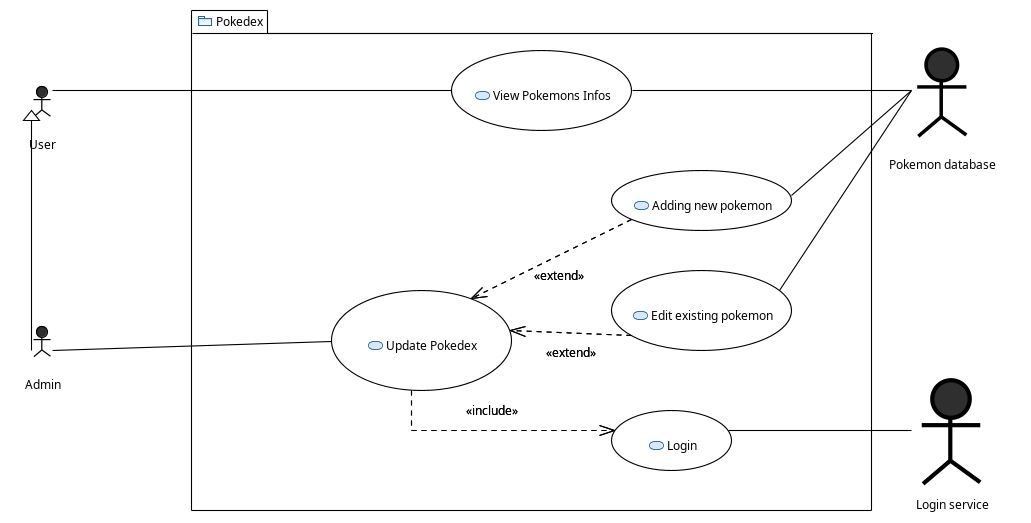 Pokedex
View Pokemons Infos
User
Pokemon database
Adding new pokemon
«extend»
Edit existing pokemon
Update Pokedex
«extend»
Admin
«include»
Login
Login service